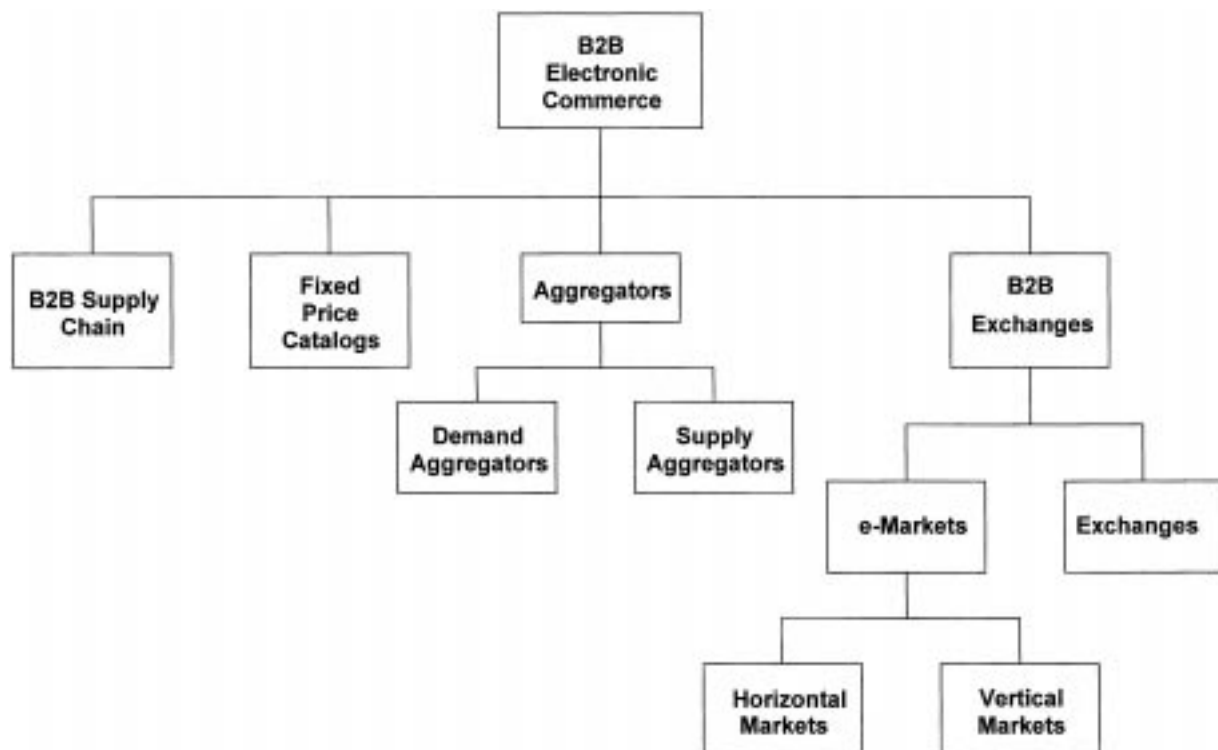 B2B
Electronic
Commerce
B2B Supply
Chain
Fixed
Price
Catalogs
Aggregators
B2B
Exchanges
Demand
Aggregators
Supply
Aggregators
e-Markets
Exchanges
Horizontal
Markets
Vertical
Markets